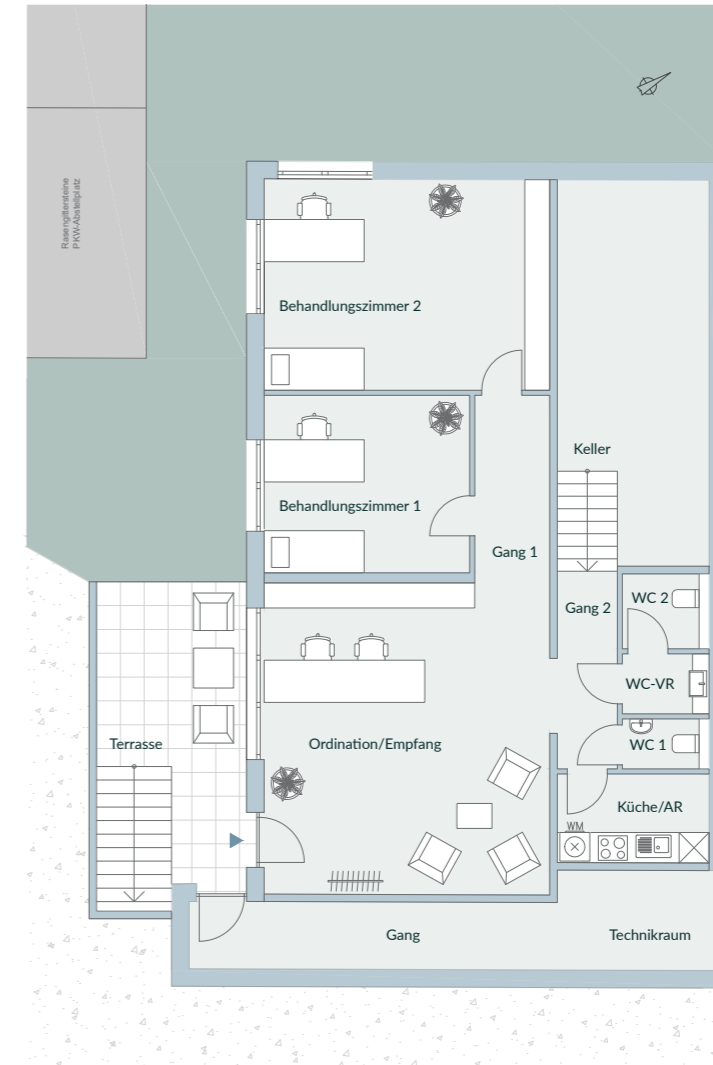 Rasengittersteine
PKW-Abstellplatz
Behandlungszimmer 2
Keller
Behandlungszimmer 1
Gang 1
WC 2
Gang 2
WC-VR
Terrasse
Ordination/Empfang
WC 1
Küche/AR
WM
Gang
Technikraum